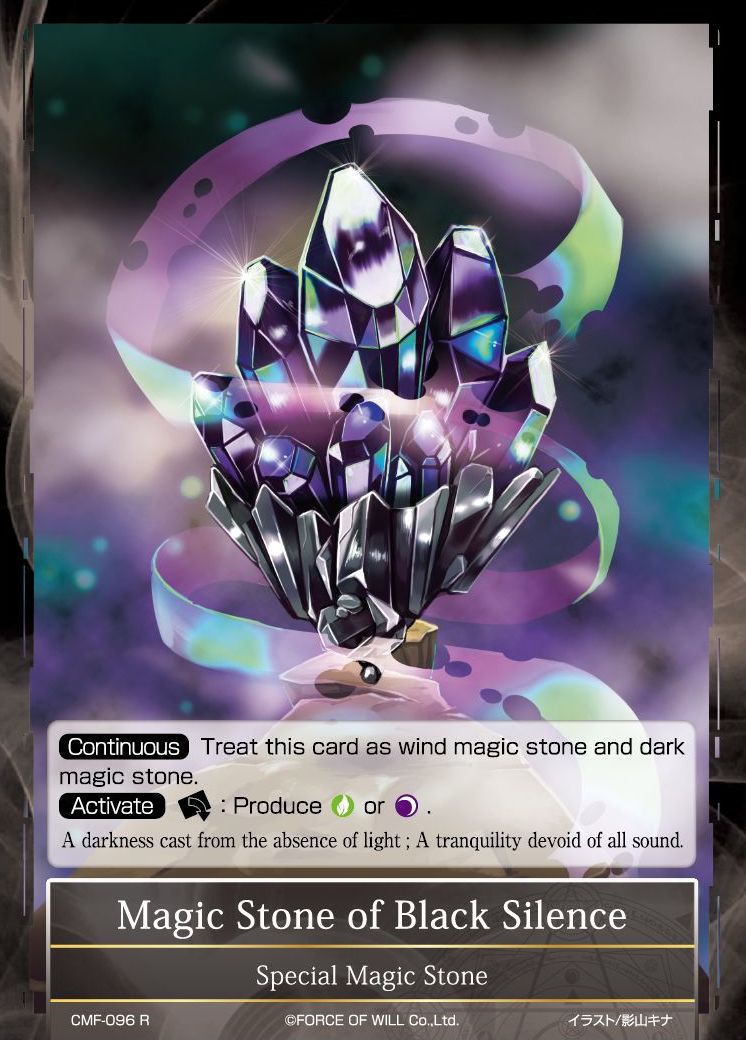 Continuous Treat this card as wind magic stone and dark
magic stone.
Activate : Produce or .
A darkness cast from the absence of light ; A tranquility devoid of all sound.
Magic Stone of Black Silence
Special Magic Stone
CMF-096 R ©FORCE OF WILL Co.,Ltd. イラスト/影山キナ